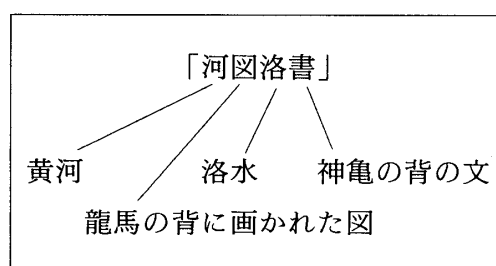 「河図洛書」
黄河 洛水 神亀の背の文
龍馬の背に画かれた図